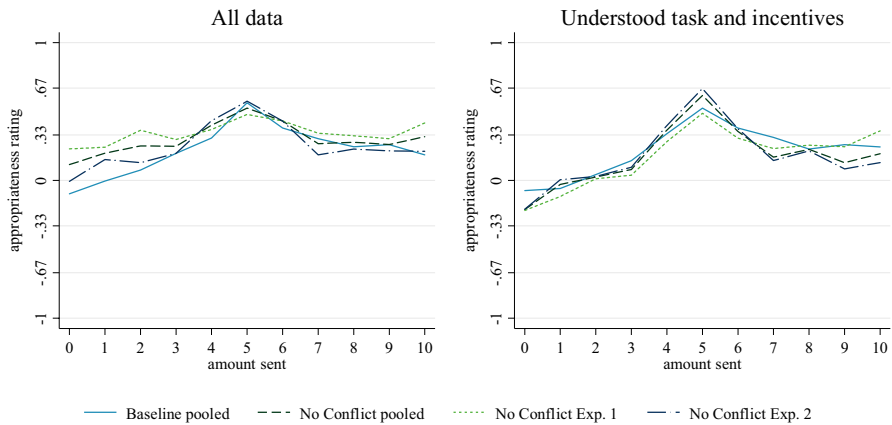 All data
Understood task and incentives
appropriateness rating
1
.67
.33
0
-.33
-.67
-1
0 1 2 3 4 5 6 7 8 9 10
amount sent
appropriateness rating
1
.67
.33
0
-.33
-.67
-1
0 1 2 3 4 5 6 7 8 9 10
amount sent
Baseline pooled No Conflict pooled No Conflict Exp. 1 No Conflict Exp. 2